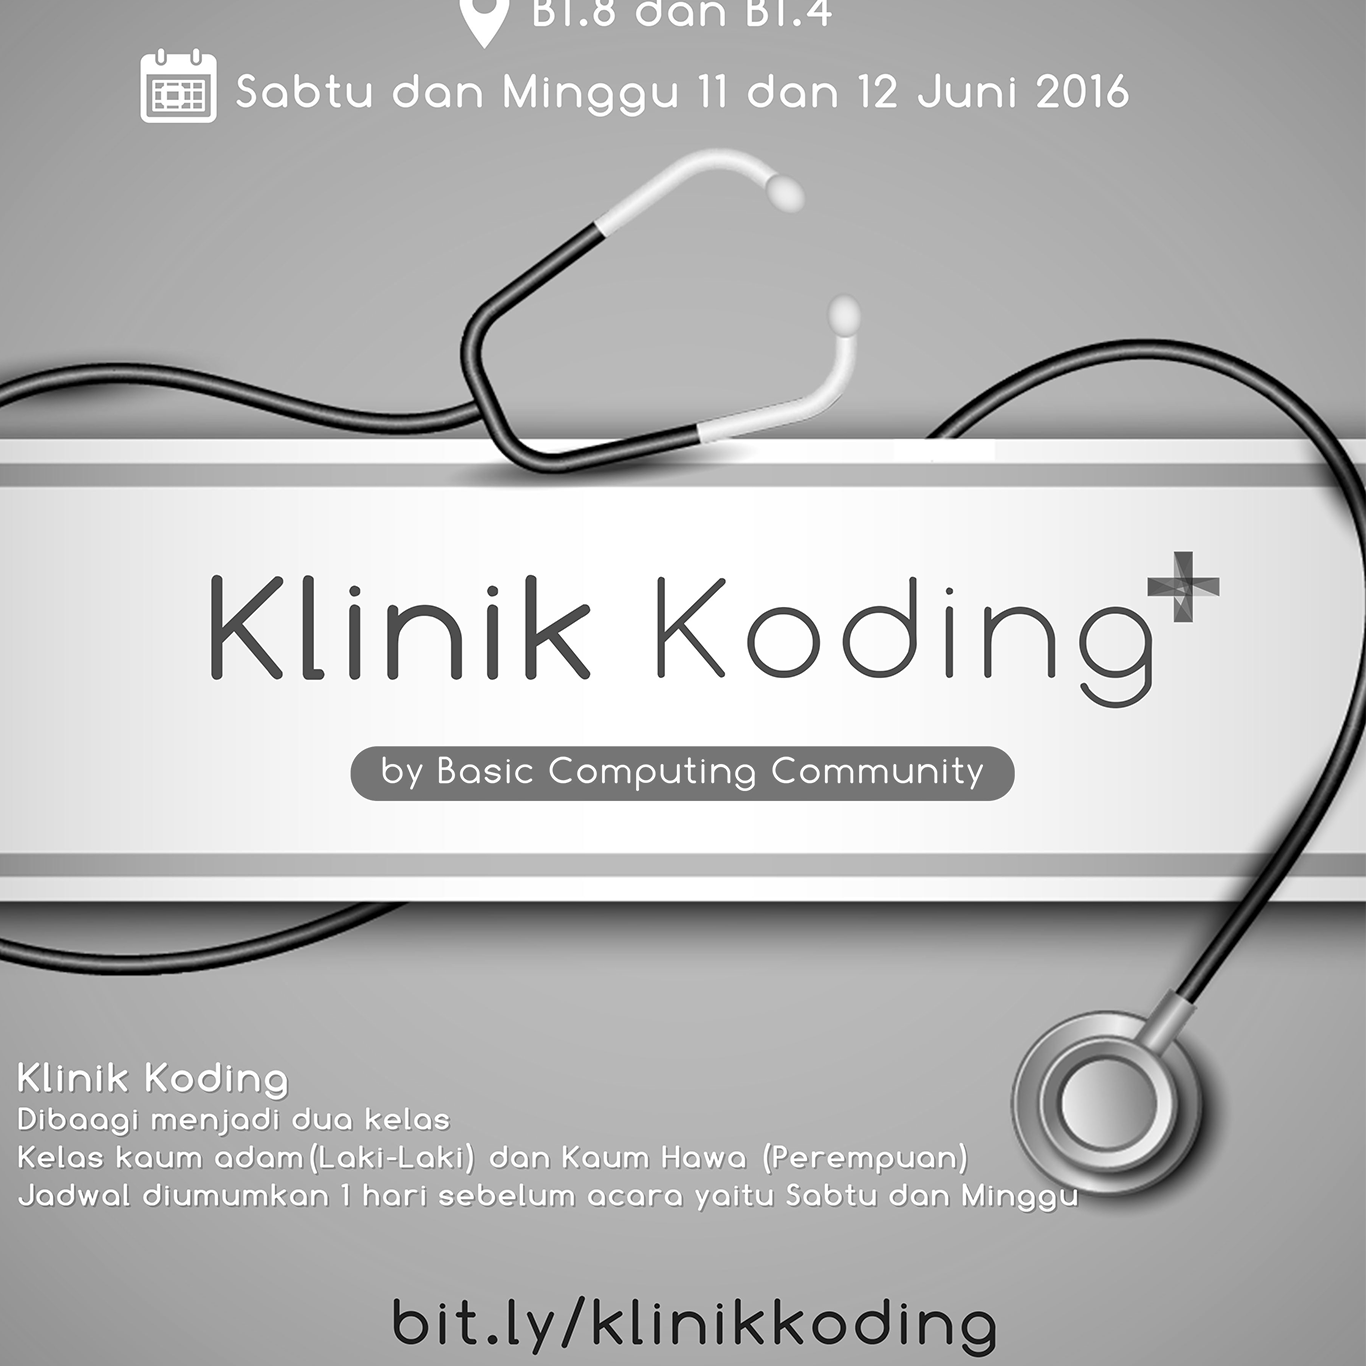 B1.8 dan B1.4
Sabtu dan Minggu 11 dan 12 Juni 2016
Klinik Koding
by Basic Computing Community
Klinik Koding
Dibaagi menjadi dua kelas
Kelas kaum adam(Laki-Laki) dan Kaum Hawa (Perempuan)
Jadwal diumumkan 1 hari sebelum acara yaitu Sabtu dan Minggu
bit.ly/klinikkoding